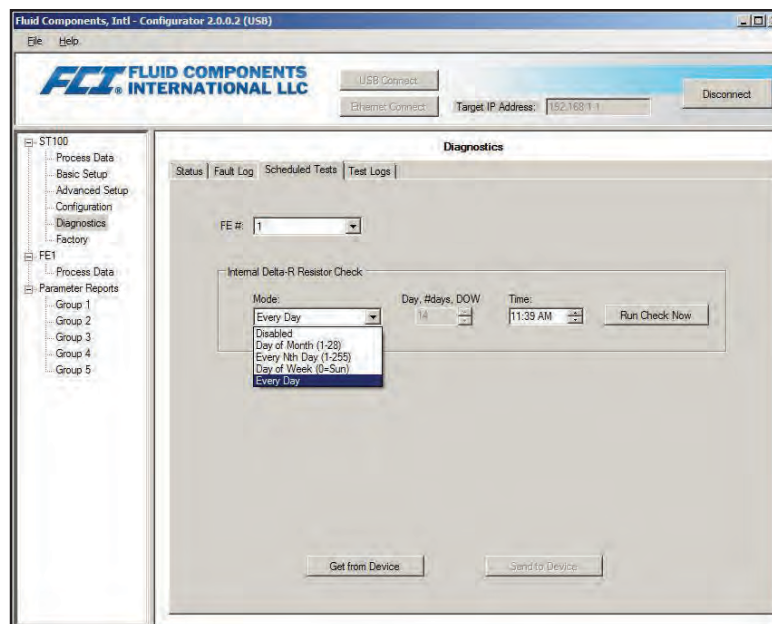 Fluid Components, Intl - Configurator 2.0.0.2 (USB)
File Help
FCI® FLUID COMPONENTS
INTERNATIONAL LLC
USB Connect
Ethernet Connect
Target IP Address: 192.168.1.1
Disconnect
ST100
Process Data
Basic Setup
Advanced Setup
Configuration
Diagnostics
Factory
FE1
Process Data
Parameter Reports
Group 1
Group 2
Group 3
Group 4
Group 5
Diagnostics
Status Fault Log Scheduled Tests Test Logs
FE #: 1
Internal Delta-R Resistor Check
Mode: Day, #days, DOW Time:
Every Day 14 11:39 AM Run Check Now
Disabled
Day of Month (1-28)
Every Nth Day (1-255)
Day of Week (0=Sun)
Every Day
Get from Device Send to Device